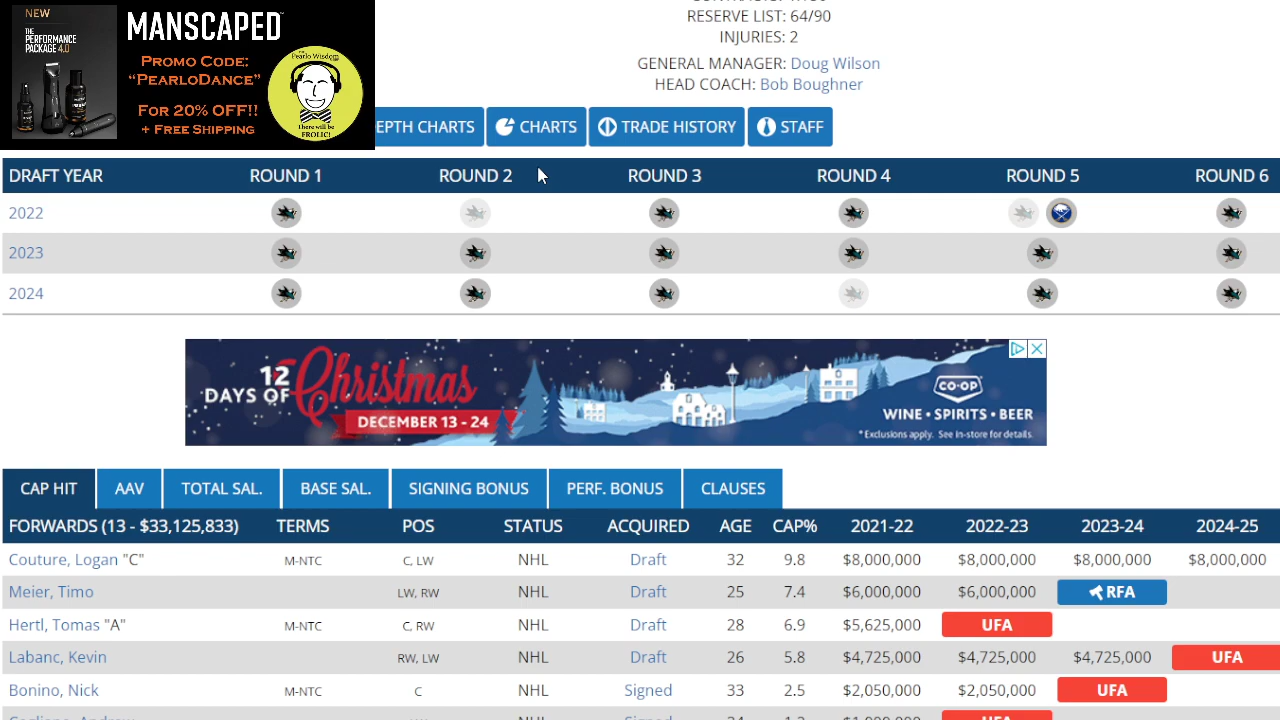 NEW
THE
PERFORMANCE
PACKAGE 4.0
MANSCAPED™
PROMO CODE:
"PEARLODANCE"
FOR 20% OFF!!
+ FREE SHIPPING
Pearlo Wisdom
There will be
FROLIC!
RESERVE LIST: 64/90
INJURIES: 2
GENERAL MANAGER: Doug Wilson
HEAD COACH: Bob Boughner
EPTH CHARTS CHARTS TRADE HISTORY STAFF
DRAFT YEAR ROUND 1 ROUND 2 ROUND 3 ROUND 4 ROUND 5 ROUND 6
2022
2023
2024
12
DAYS OF Christmas
DECEMBER 13 - 24
CO-OP
WINE • SPIRITS • BEER
*Exclusions apply. See in-store for details.
CAP HIT AAV TOTAL SAL. BASE SAL. SIGNING BONUS PERF. BONUS CLAUSES
FORWARDS (13 - $33,125,833) TERMS POS STATUS ACQUIRED AGE CAP% 2021-22 2022-23 2023-24 2024-25
Couture, Logan "C" M-NTC C, LW NHL Draft 32 9.8 $8,000,000 $8,000,000 $8,000,000 $8,000,000
Meier, Timo LW, RW NHL Draft 25 7.4 $6,000,000 $6,000,000 RFA
Hertl, Tomas "A" M-NTC C, RW NHL Draft 28 6.9 $5,625,000 UFA
Labanc, Kevin RW, LW NHL Draft 26 5.8 $4,725,000 $4,725,000 $4,725,000 UFA
Bonino, Nick M-NTC C NHL Signed 33 2.5 $2,050,000 $2,050,000 UFA